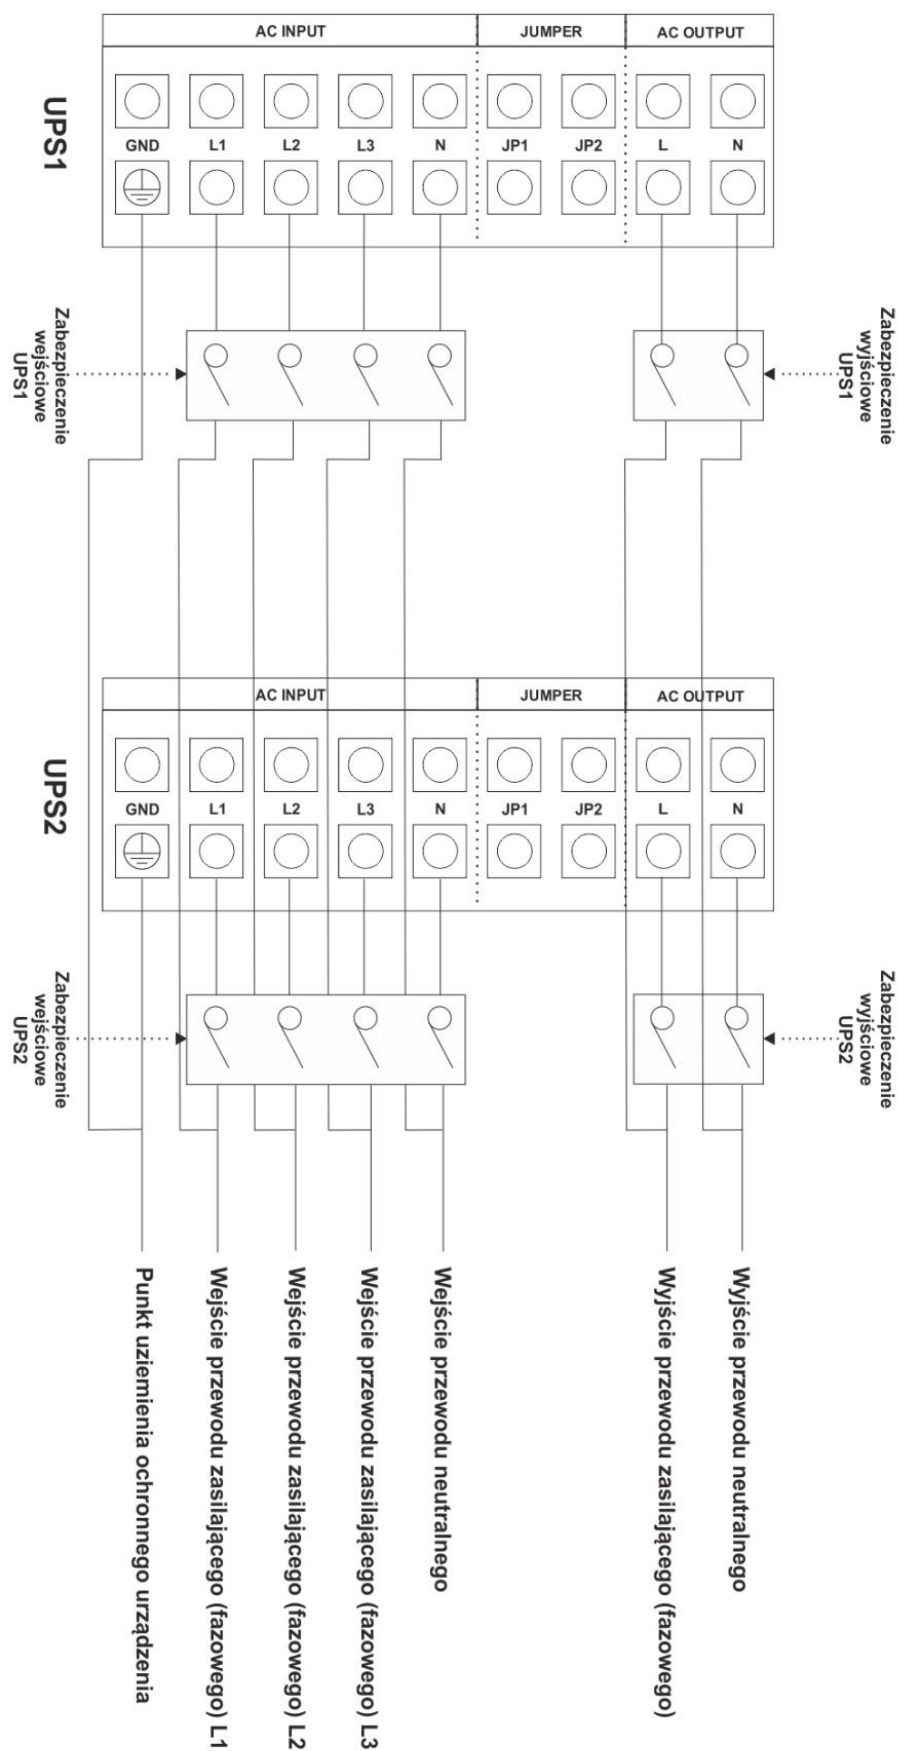 AC INPUT JUMPER AC OUTPUT
UPS1
GND L1 L2 L3 N JP1 JP2 L N
Zabezpieczenie
wejściowe
UPS1
Zabezpieczenie
wyjściowe
UPS1
AC INPUT JUMPER AC OUTPUT
UPS2
GND L1 L2 L3 N JP1 JP2 L N
Zabezpieczenie
wejściowe
UPS2
Zabezpieczenie
wyjściowe
UPS2
Punkt uziemienia ochronnego urządzenia
Wejście przewodu zasilającego (fazowego) L1
Wejście przewodu zasilającego (fazowego) L2
Wejście przewodu zasilającego (fazowego) L3
Wejście przewodu neutralnego
Wyjście przewodu zasilającego (fazowego)
Wyjście przewodu neutralnego